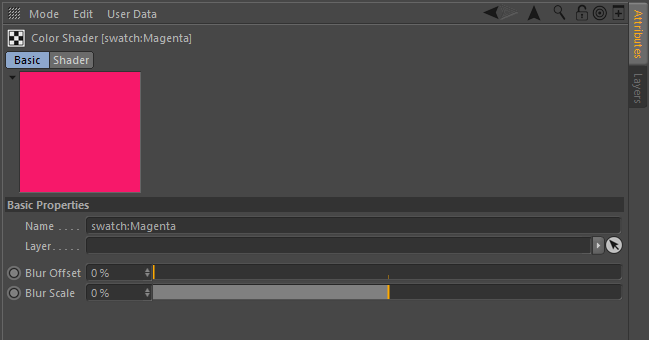 Mode Edit User Data
Color Shader [swatch:Magenta]
Basic Shader
Basic Properties
Name . . . . swatch:Magenta
Layer . . . .
Blur Offset 0 %
Blur Scale 0 %
Attributes
Layers